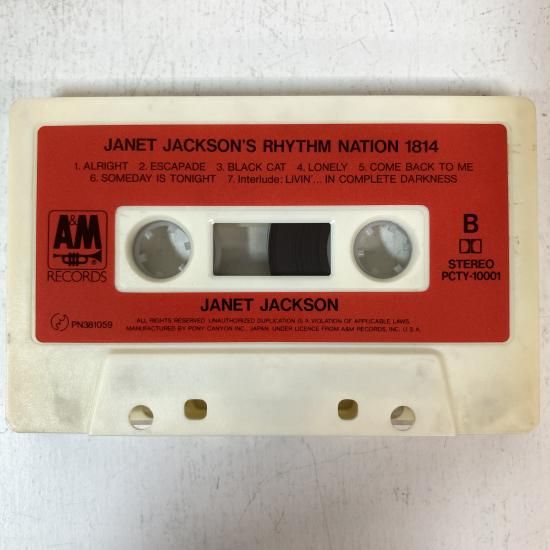 JANET JACKSON'S RHYTHM NATION 1814
1. ALRIGHT 2. ESCAPADE 3. BLACK CAT 4. LONELY 5. COME BACK TO ME
6. SOMEDAY IS TONIGHT 7. Interlude: LIVIN'... IN COMPLETE DARKNESS
A&M
RECORDS
B
STEREO
PCTY-10001
JANET JACKSON
PN381059
ALL RIGHTS RESERVED. UNAUTHORIZED DUPLICATION IS A VIOLATION OF APPLICABLE LAWS.
MANUFACTURED BY PONY CANYON INC., JAPAN. UNDER LICENCE FROM A&M RECORDS, INC. U.S.A.